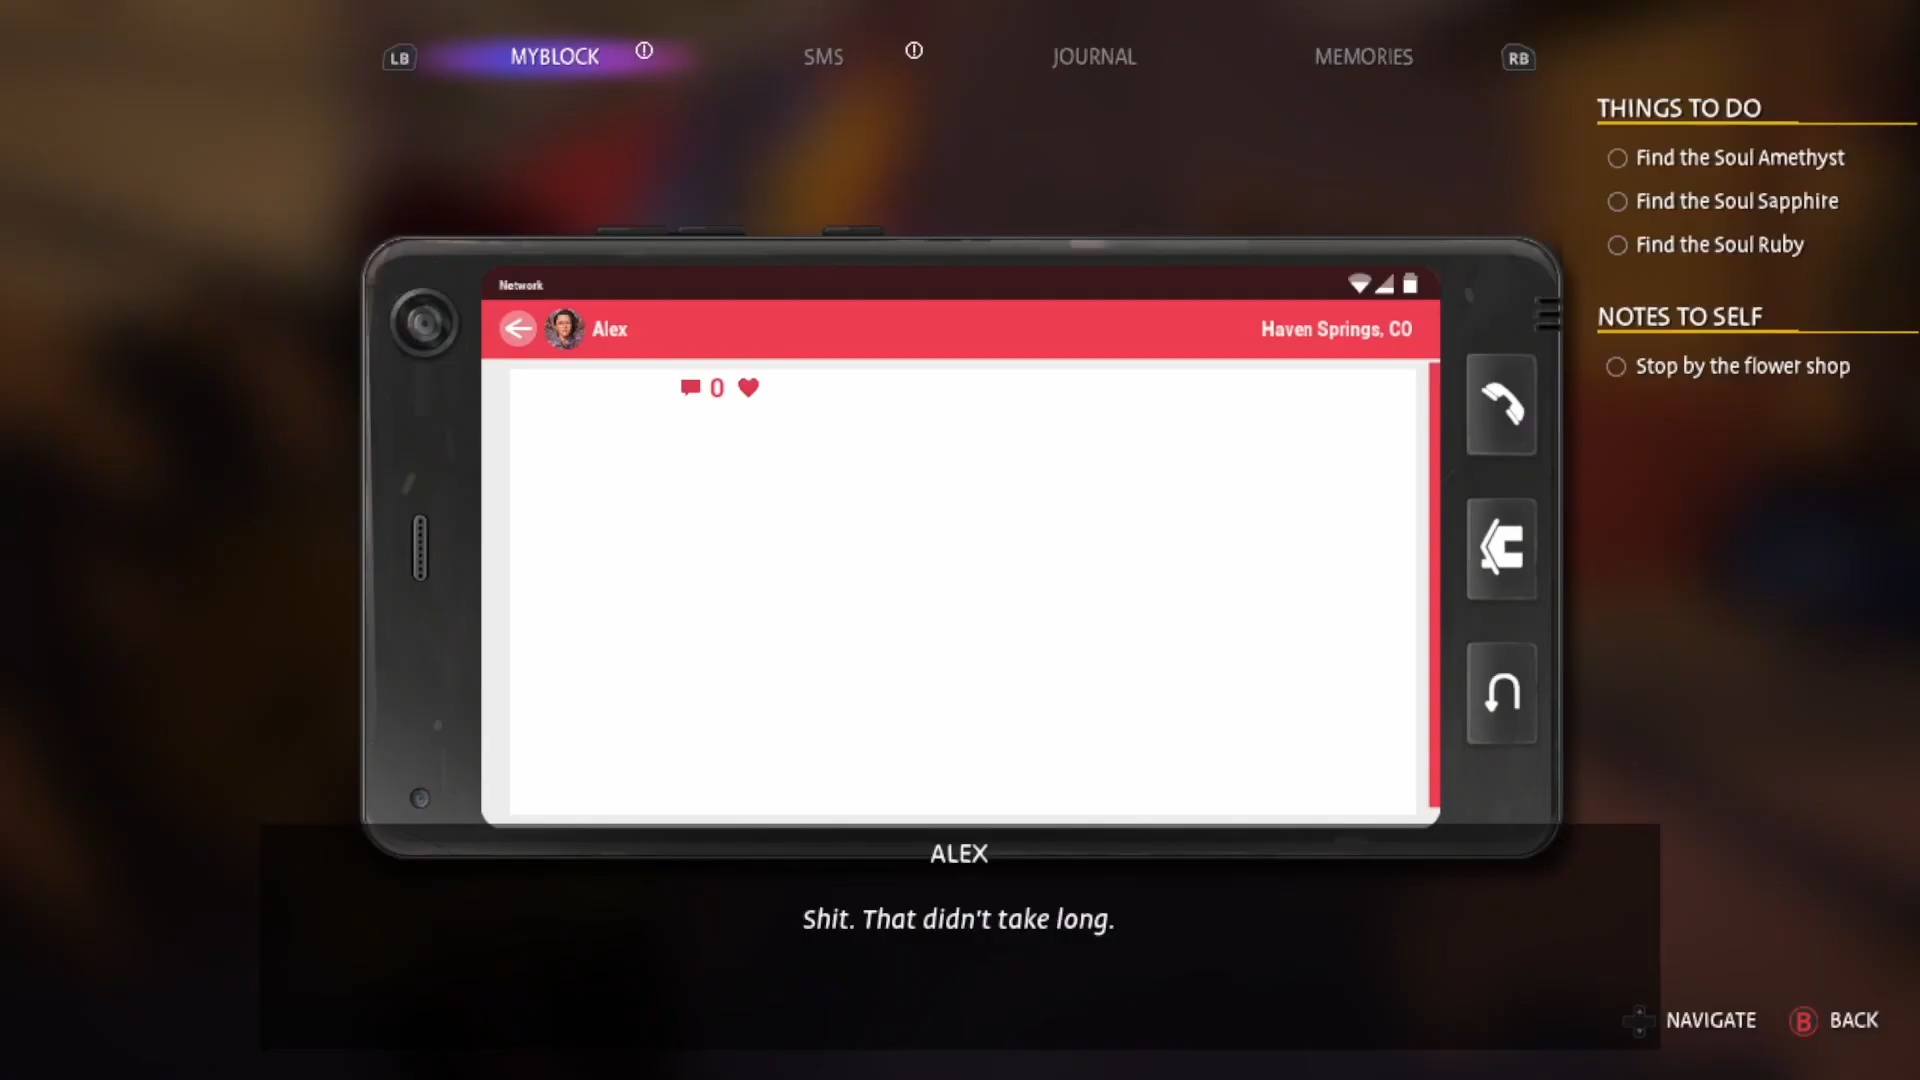 LB
MYBLOCK
SMS
JOURNAL
MEMORIES
RB
THINGS TO DO
Find the Soul Amethyst
Find the Soul Sapphire
Find the Soul Ruby
NOTES TO SELF
Stop by the flower shop
Network
Alex
Haven Springs, CO
0
ALEX
Shit. That didn't take long.
NAVIGATE
B BACK